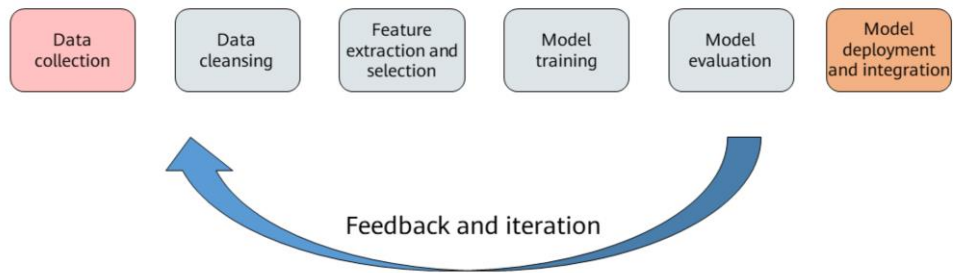 Data
collection
Data
cleansing
Feature
extraction and
selection
Model
training
Model
evaluation
Model
deployment
and integration
Feedback and iteration